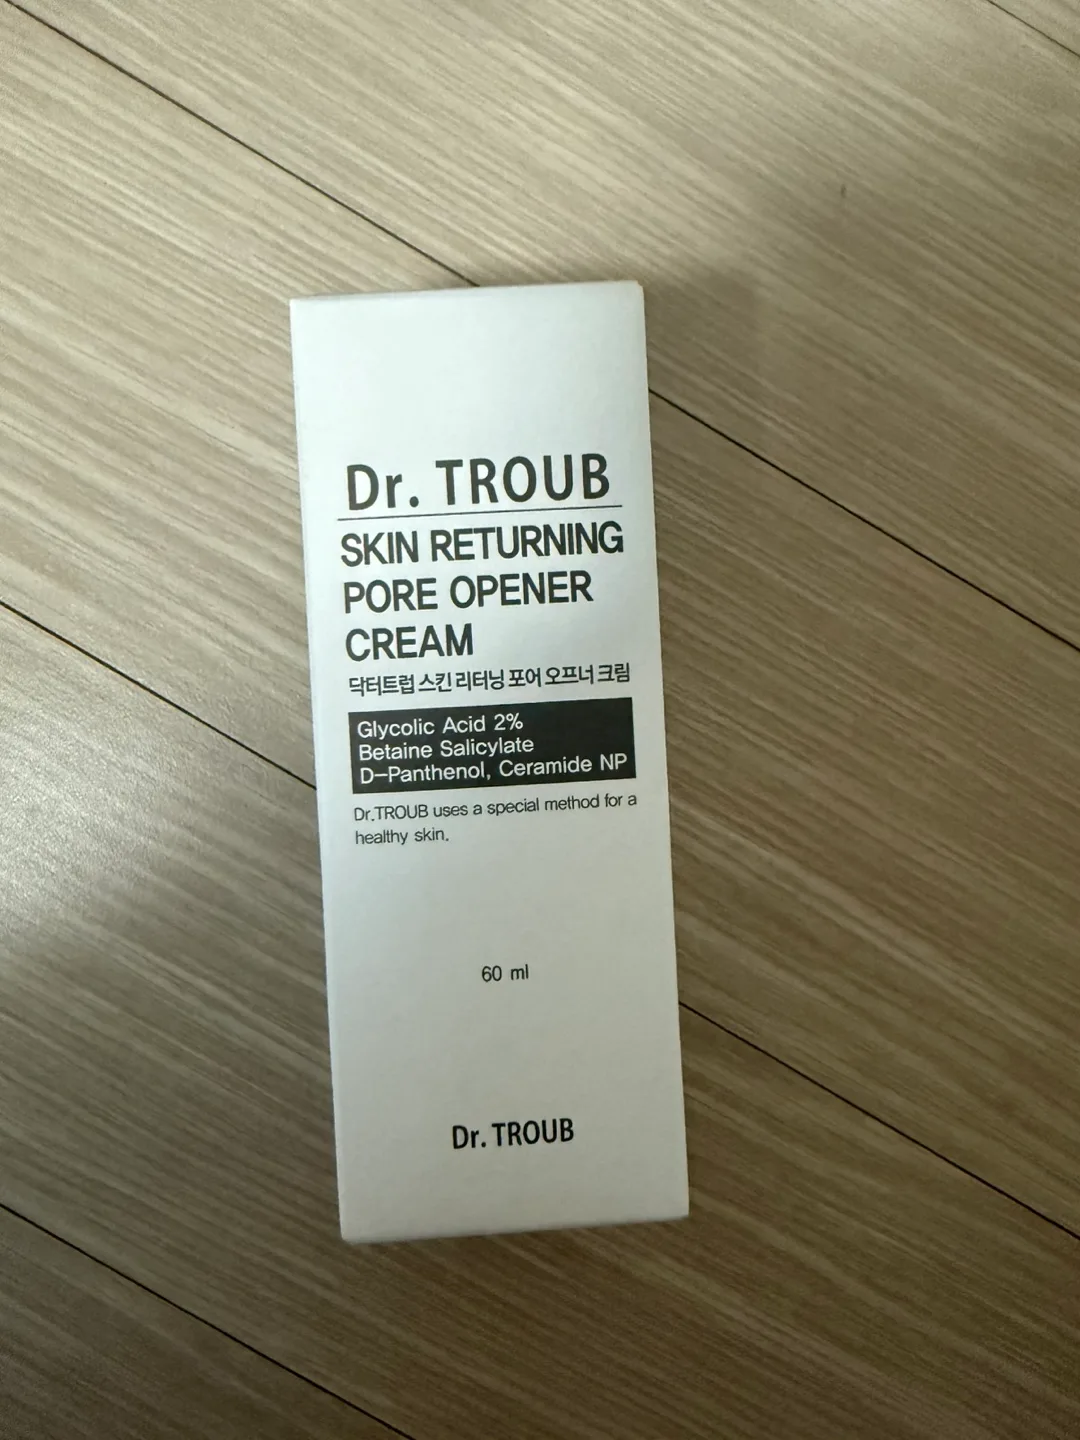 Dr. TROUB
SKIN RETURNING
PORE OPENER
CREAM
닥터트럽 스킨 리터닝 포어 오프너 크림
Glycolic Acid 2%
Betaine Salicylate
D-Panthenol, Ceramide NP
Dr.TROUB uses a special method for a
healthy skin.
60 ml
Dr. TROUB